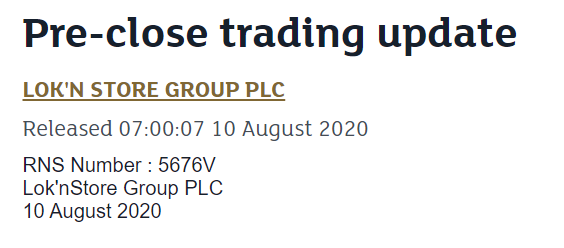 Pre-close trading update
LOK'N STORE GROUP PLC
Released 07:00:07 10 August 2020
RNS Number : 5676V
Lok'nStore Group PLC
10 August 2020